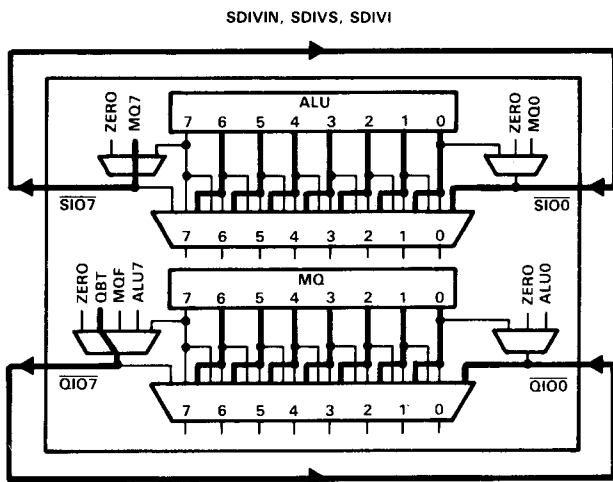 SDIVIN, SDIVS, SDIVI
ZERO
MQ7
ALU
7 6 5 4 3 2 1 0
ZERO
MQ0
SIO7
SIO0
7 6 5 4 3 2 1 0
ZERO
QBT
MQF
ALU7
MQ
7 6 5 4 3 2 1 0
ZERO
ALU0
QIO7
QIO0
7 6 5 4 3 2 1 0